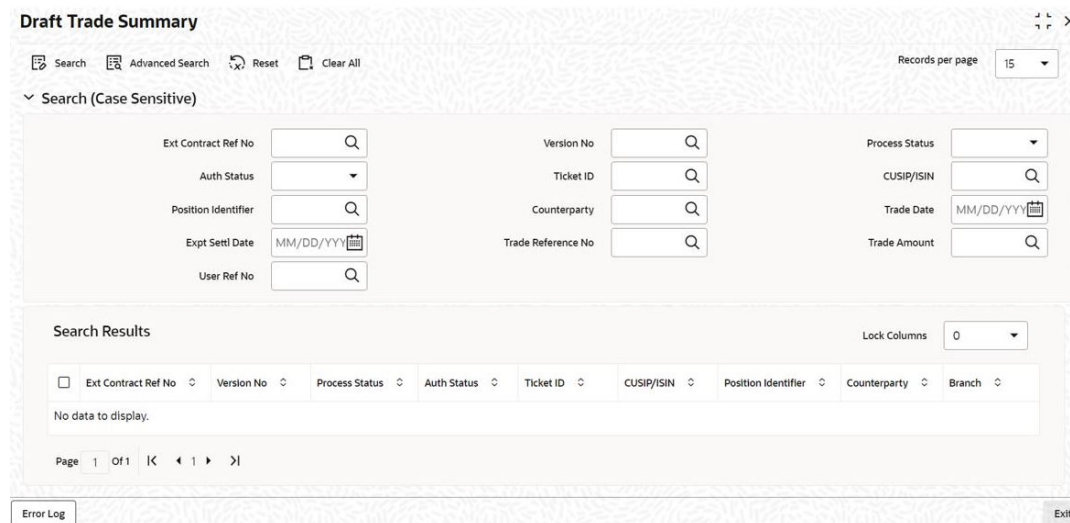 Draft Trade Summary
Search Advanced Search Reset Clear All Records per page 15
Search (Case Sensitive)
Ext Contract Ref No Version No Process Status
Auth Status Ticket ID CUSIP/ISIN
Position Identifier Counterparty Trade Date MM/DD/YYY
Expt Settl Date MM/DD/YYY Trade Reference No Trade Amount
User Ref No
Search Results Lock Columns 0
Ext Contract Ref No Version No Process Status Auth Status Ticket ID CUSIP/ISIN Position Identifier Counterparty Branch
No data to display.
Page 1 Of 1 1
Error Log Exit